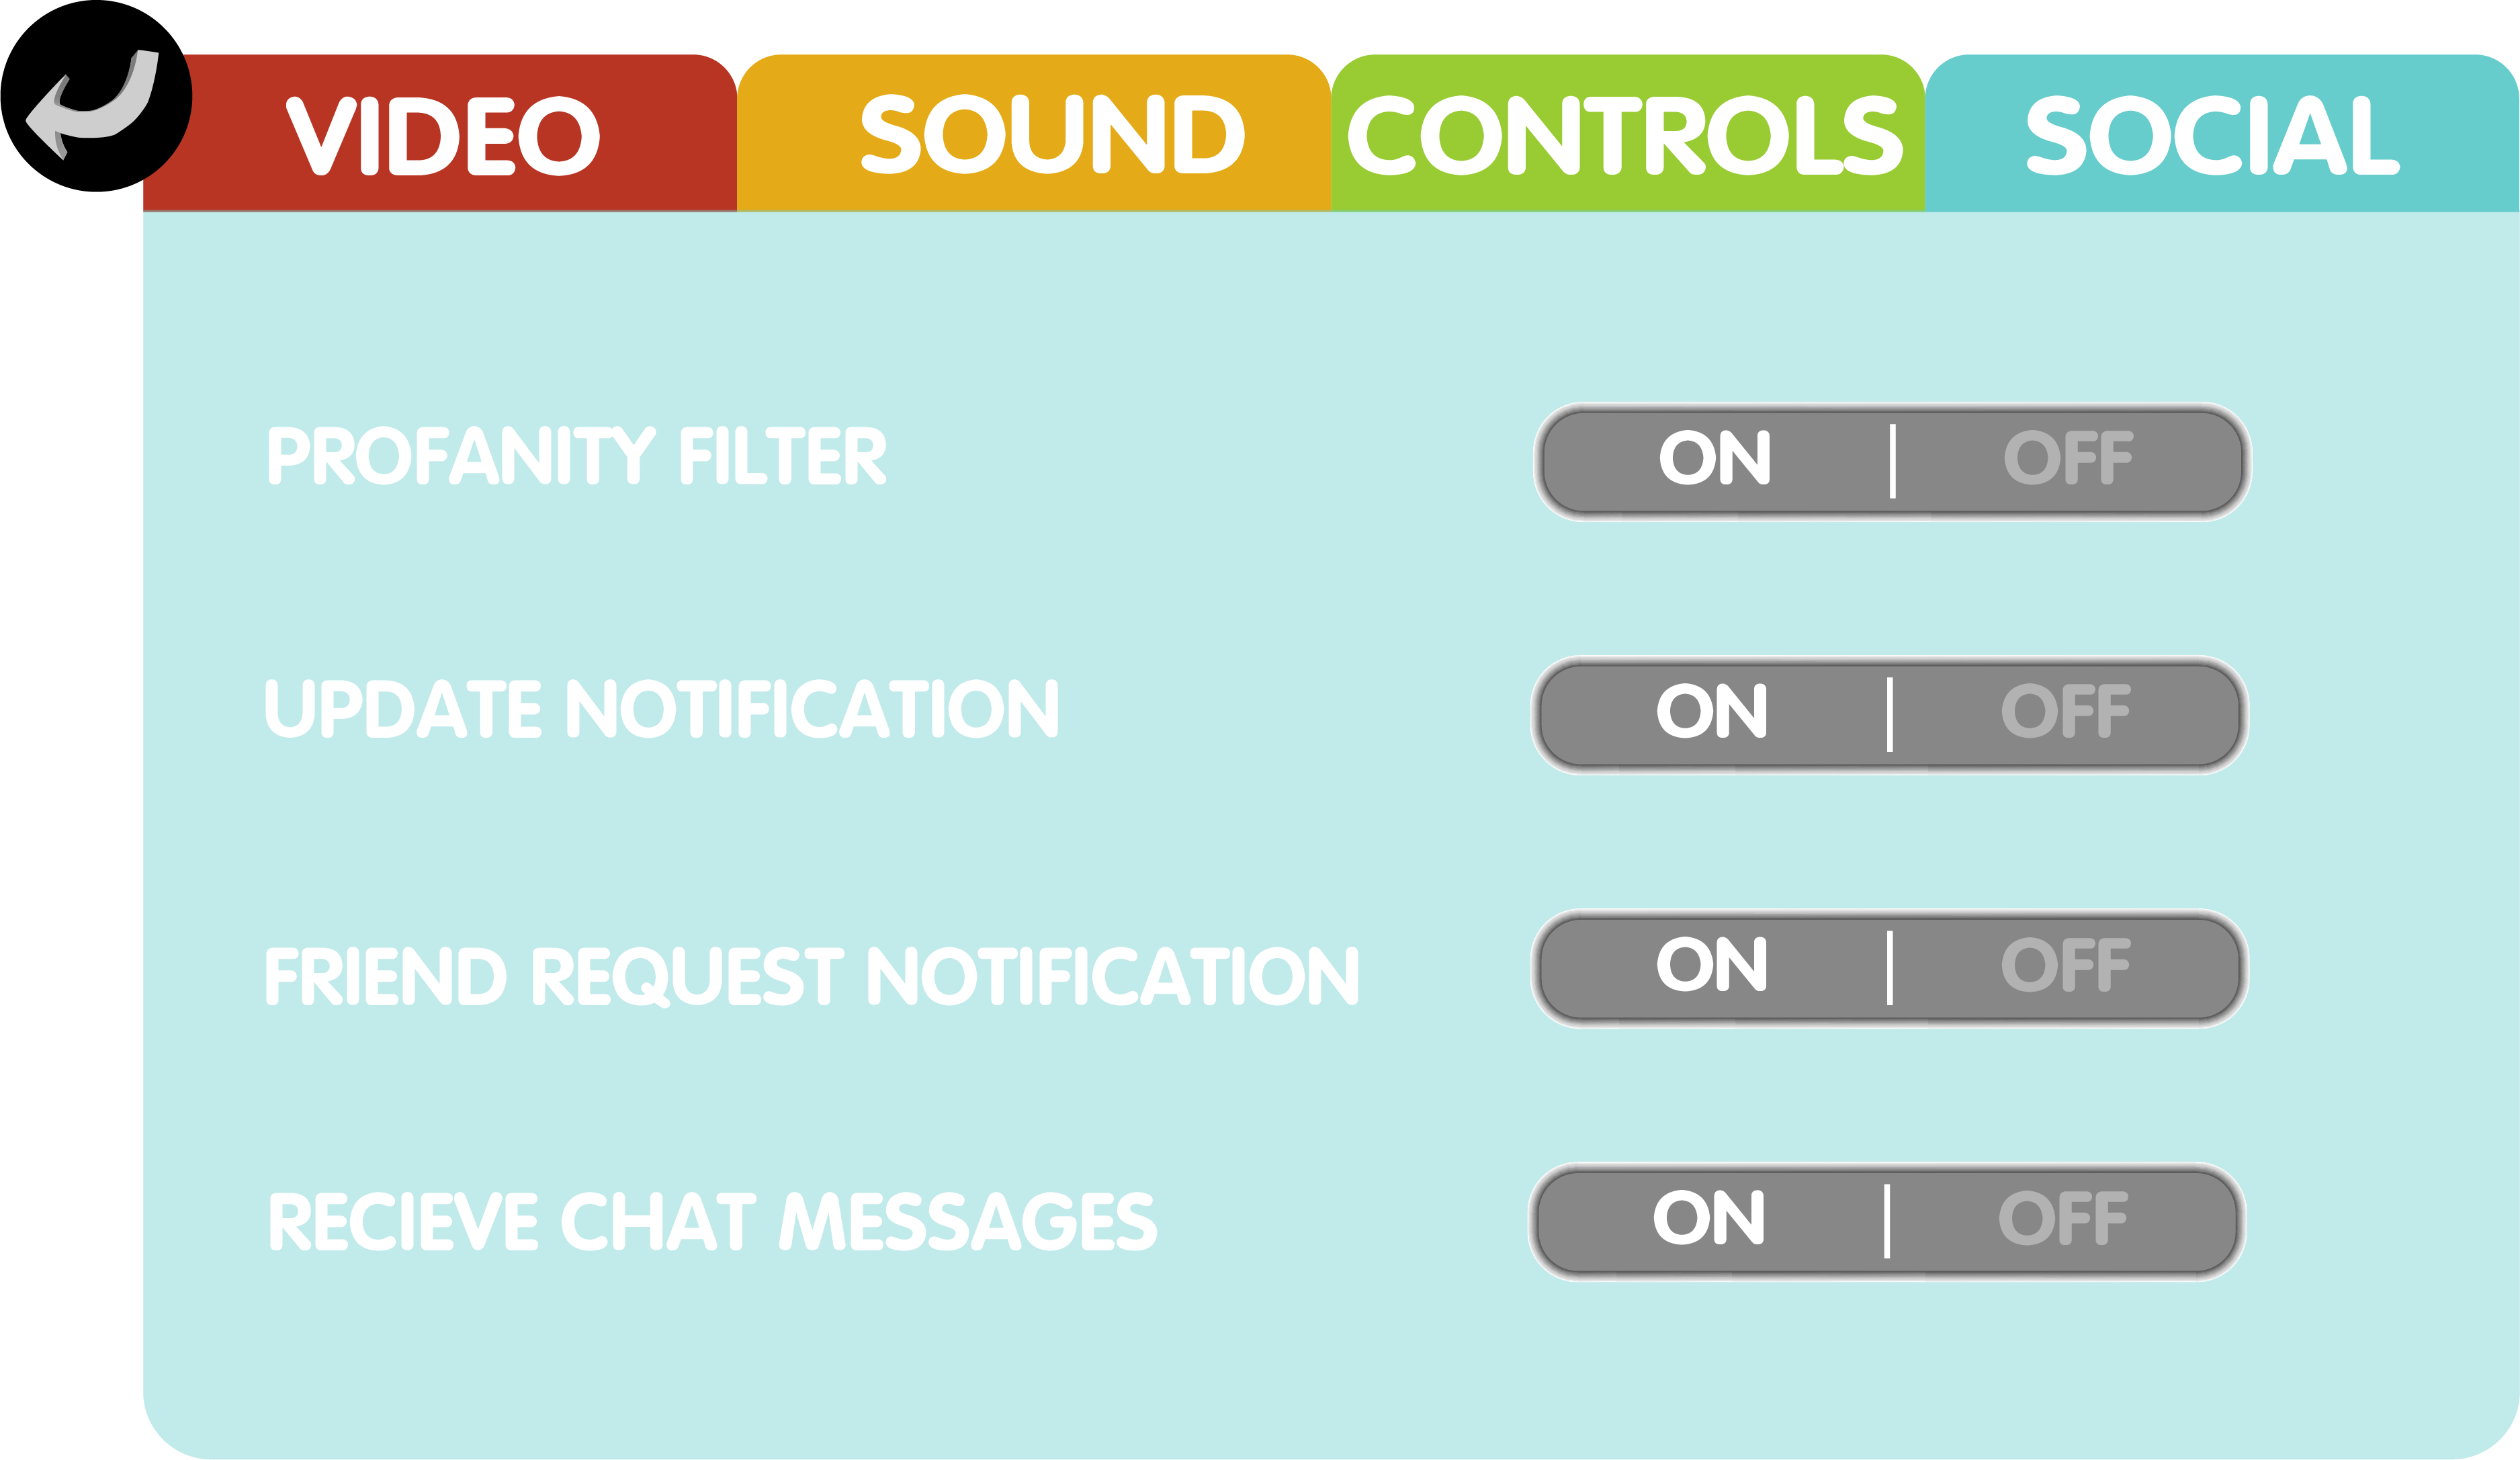 VIDEO SOUND CONTROLS SOCIAL
PROFANITY FILTER ON | OFF
UPDATE NOTIFICATION ON | OFF
FRIEND REQUEST NOTIFICATION ON | OFF
RECIEVE CHAT MESSAGES ON | OFF